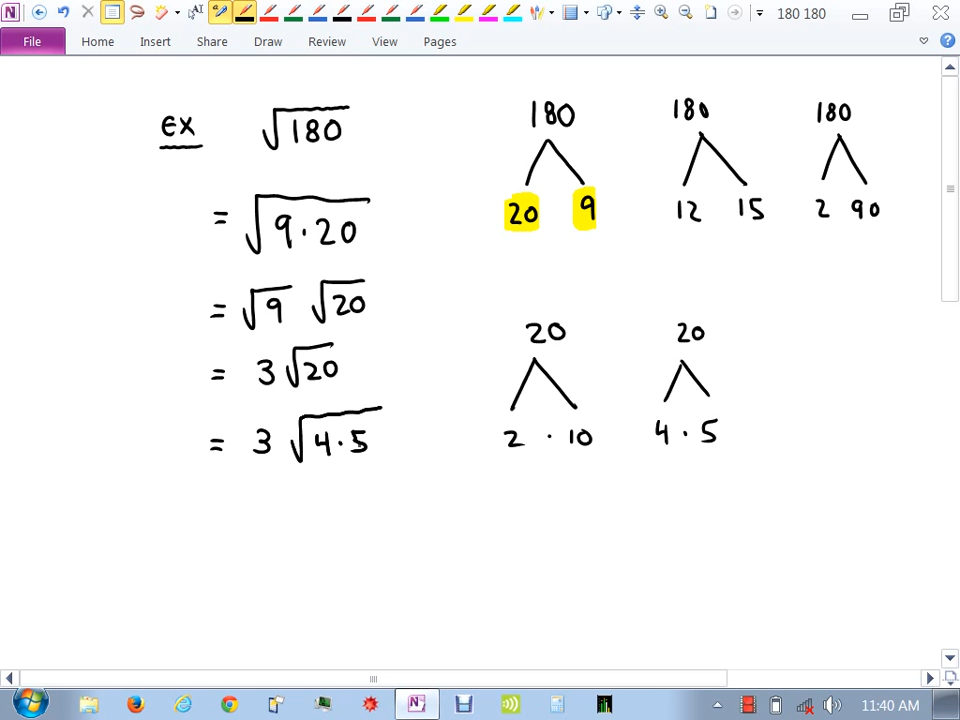 180 180
File Home Insert Share Draw Review View Pages
ex √180
= √9·20
= √9 √20
= 3√20
= 3 √4·5
180 180 180
20 9 12 15 2 90
20 20
2 · 10 4 · 5
11:40 AM